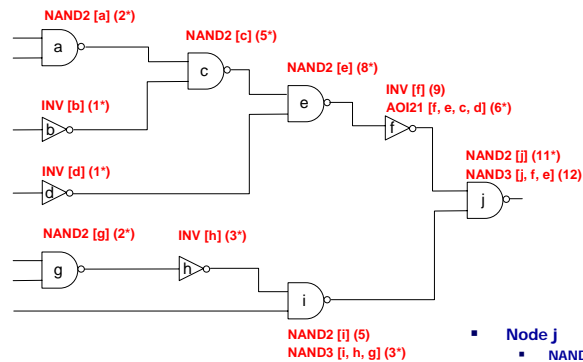 NAND2 [a] (2*)
a
NAND2 [c] (5*)
c
NAND2 [e] (8*)
e
INV [b] (1*)
b
INV [f] (9)
AOI21 [f, e, c, d] (6*)
f
INV [d] (1*)
d
NAND2 [j] (11*)
NAND3 [j, f, e] (12)
j
NAND2 [g] (2*)
g
INV [h] (3*)
h
i
NAND2 [i] (5)
NAND3 [i, h, g] (3*)
▪ Node j
▪ NAND